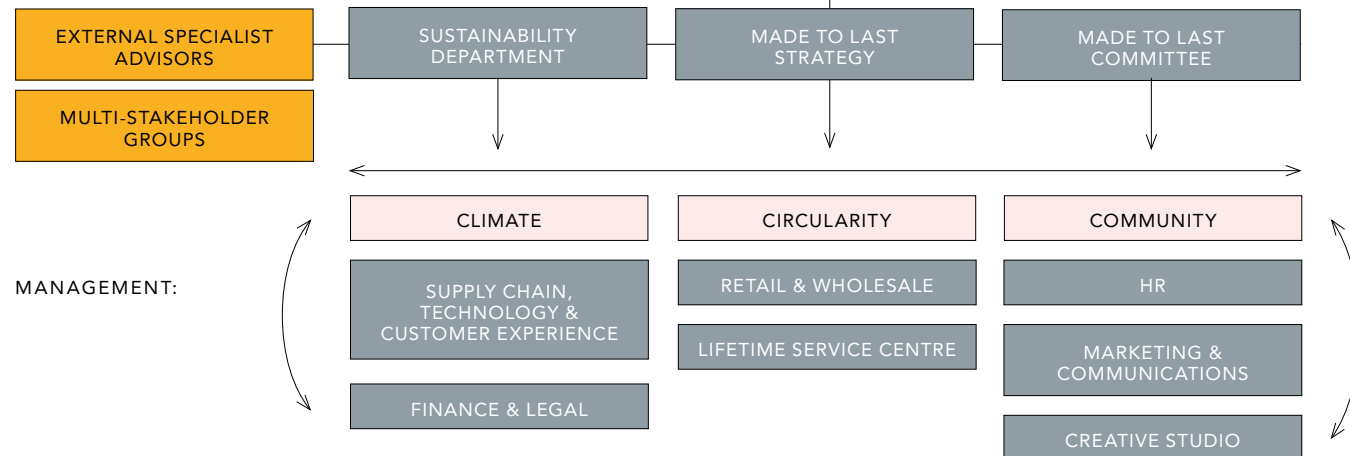 EXTERNAL SPECIALIST
ADVISORS
SUSTAINABILITY
DEPARTMENT
MADE TO LAST
STRATEGY
MADE TO LAST
COMMITTEE
MULTI-STAKEHOLDER
GROUPS
CLIMATE
CIRCULARITY
COMMUNITY
MANAGEMENT:
SUPPLY CHAIN,
TECHNOLOGY &
CUSTOMER EXPERIENCE
FINANCE & LEGAL
RETAIL & WHOLESALE
LIFETIME SERVICE CENTRE
HR
MARKETING &
COMMUNICATIONS
CREATIVE STUDIO